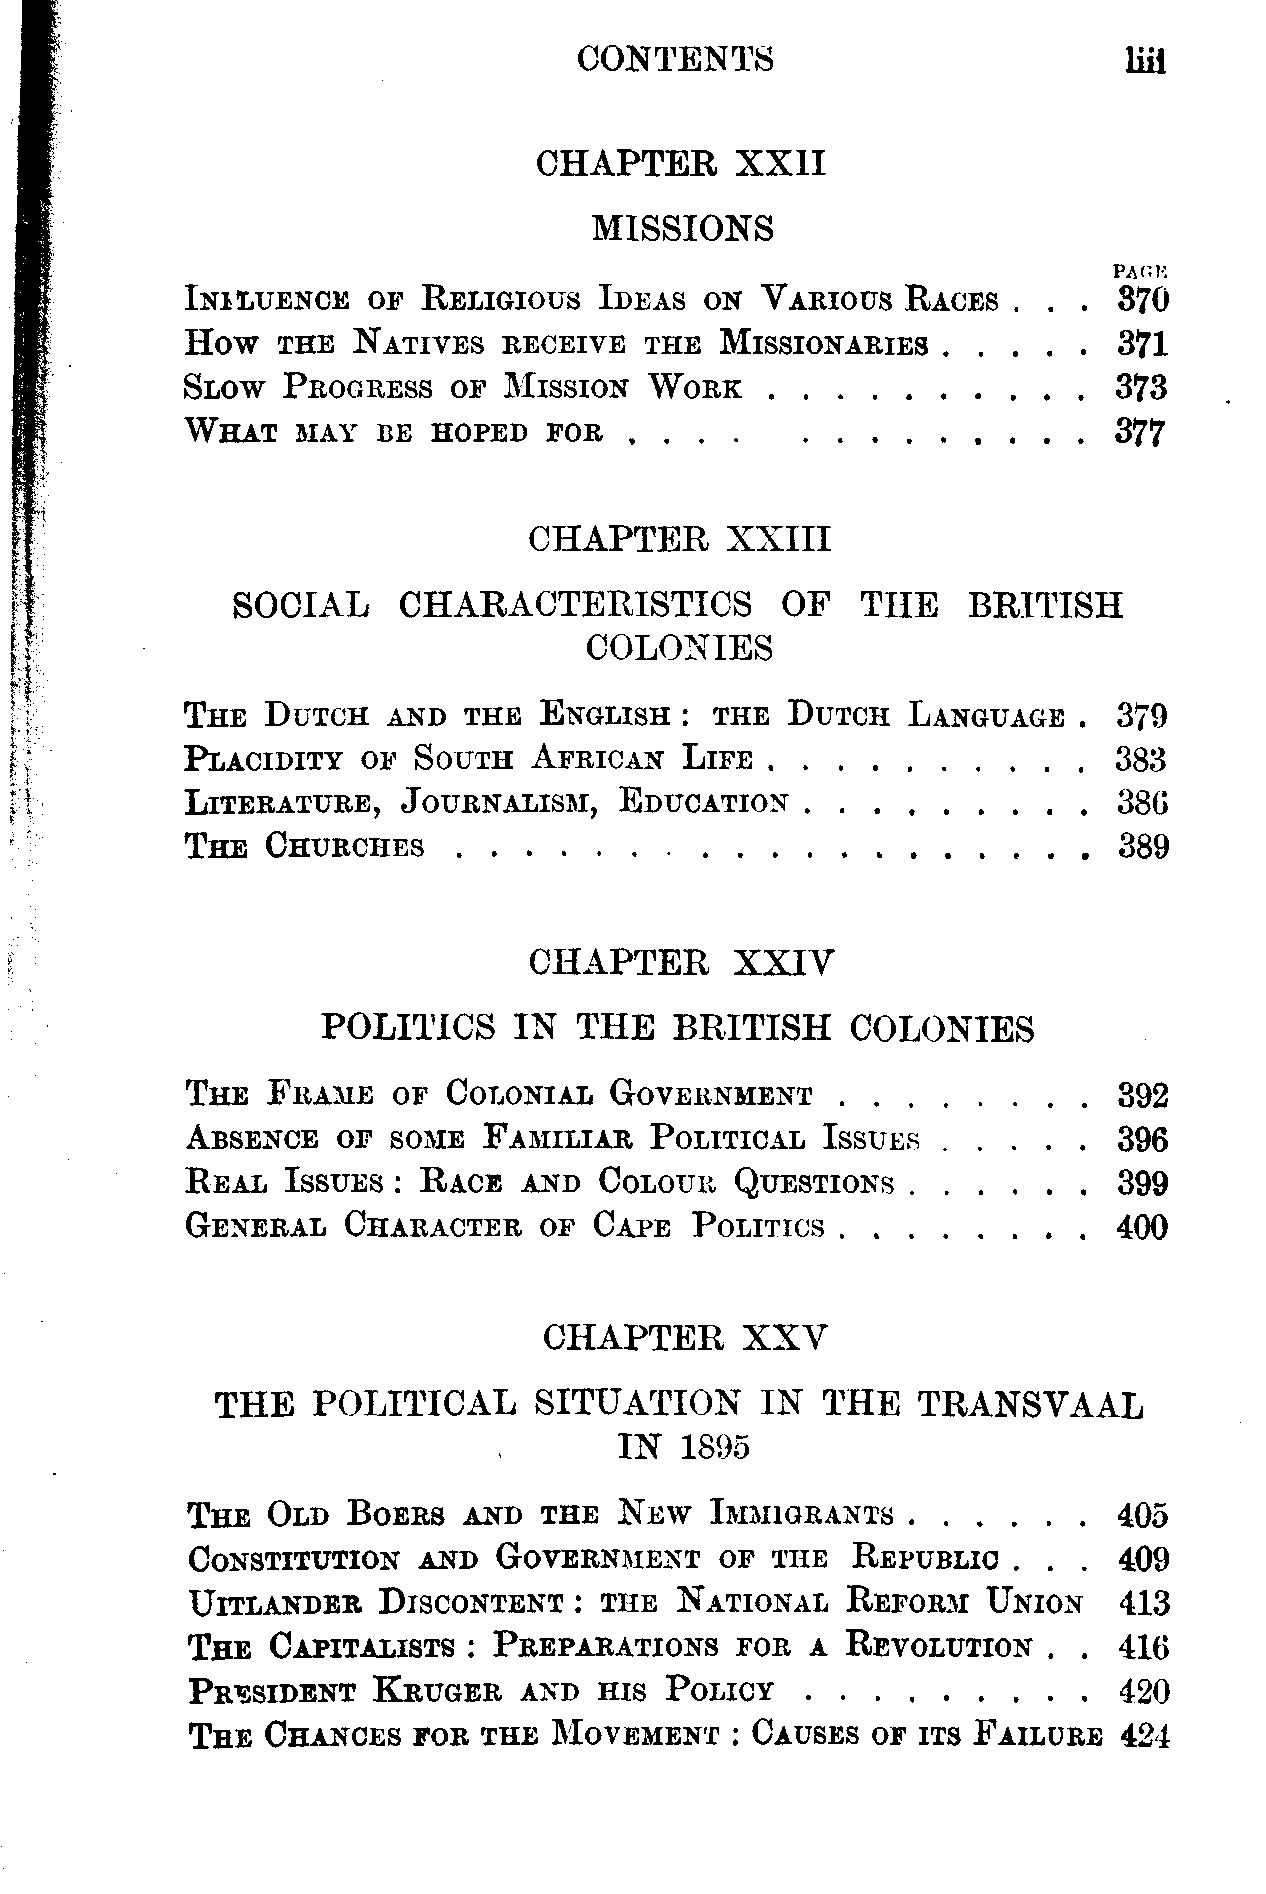 CONTENTS liii
CHAPTER XXII
MISSIONS
PAGE
Influence of Religious Ideas on Various Races . . . 370
How the Natives receive the Missionaries . . . . . 371
Slow Progress of Mission Work . . . . . . . . . . 373
What may be hoped for . . . . . . . . . . . . . 377
CHAPTER XXIII
SOCIAL CHARACTERISTICS OF THE BRITISH
COLONIES
The Dutch and the English : the Dutch Language . 379
Placidity of South African Life . . . . . . . . . . 383
Literature, Journalism, Education . . . . . . . . . 386
The Churches . . . . . . . . . . . . . . . . . . . 389
CHAPTER XXIV
POLITICS IN THE BRITISH COLONIES
The Frame of Colonial Government . . . . . . . . 392
Absence of some Familiar Political Issues . . . . . 396
Real Issues : Race and Colour Questions . . . . . . 399
General Character of Cape Politics . . . . . . . . 400
CHAPTER XXV
THE POLITICAL SITUATION IN THE TRANSVAAL
IN 1895
The Old Boers and the New Immigrants . . . . . . 405
Constitution and Government of the Republic . . . 409
Uitlander Discontent : the National Reform Union 413
The Capitalists : Preparations for a Revolution . . 416
President Kruger and his Policy . . . . . . . . . 420
The Chances for the Movement : Causes of its Failure 424